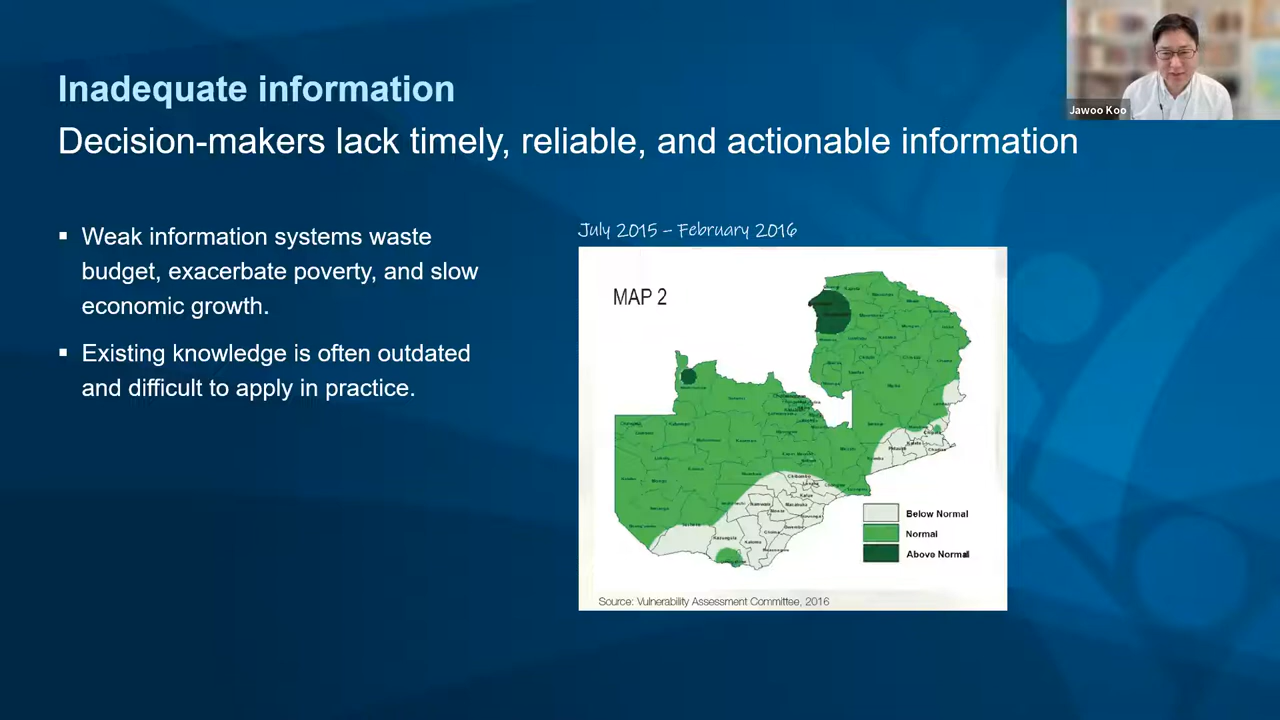 Inadequate information
Decision-makers lack timely, reliable, and actionable information
Jawoo Koo
▪ Weak information systems waste
budget, exacerbate poverty, and slow
economic growth.
▪ Existing knowledge is often outdated
and difficult to apply in practice.
July 2015 – February 2016
MAP 2
Below Normal
Normal
Above Normal
Source: Vulnerability Assessment Committee, 2016